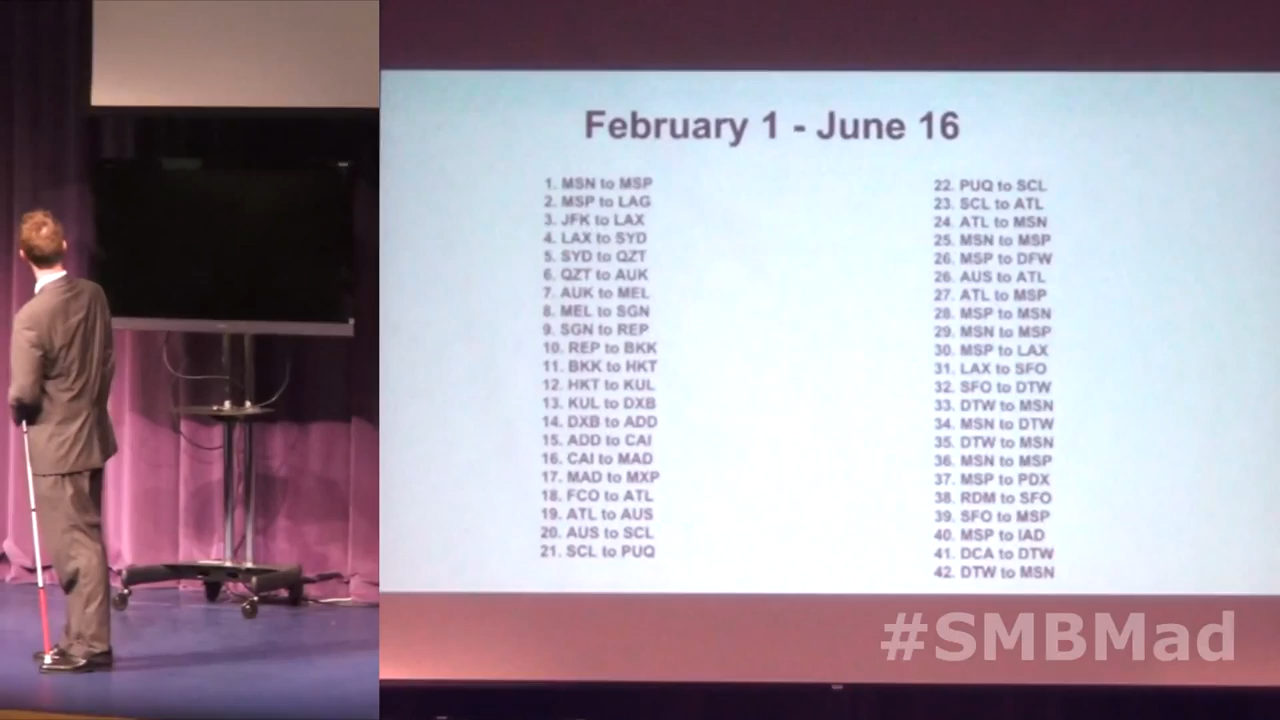 February 1 - June 16
1. MSN to MSP
2. MSP to LAG
3. JFK to LAX
4. LAX to SYD
5. SYD to QZT
6. QZT to AUK
7. AUK to MEL
8. MEL to SGN
9. SGN to REP
10. REP to BKK
11. BKK to HKT
12. HKT to KUL
13. KUL to DXB
14. DXB to ADD
15. ADD to CAI
16. CAI to MAD
17. MAD to MXP
18. FCO to ATL
19. ATL to AUS
20. AUS to SCL
21. SCL to PUQ
22. PUQ to SCL
23. SCL to ATL
24. ATL to MSN
25. MSN to MSP
26. MSP to DFW
26. AUS to ATL
27. ATL to MSP
28. MSP to MSN
29. MSN to MSP
30. MSP to LAX
31. LAX to SFO
32. SFO to DTW
33. DTW to MSN
34. MSN to DTW
35. DTW to MSN
36. MSN to MSP
37. MSP to PDX
38. RDM to SFO
39. SFO to MSP
40. MSP to IAD
41. DCA to DTW
42. DTW to MSN
#SMBMad